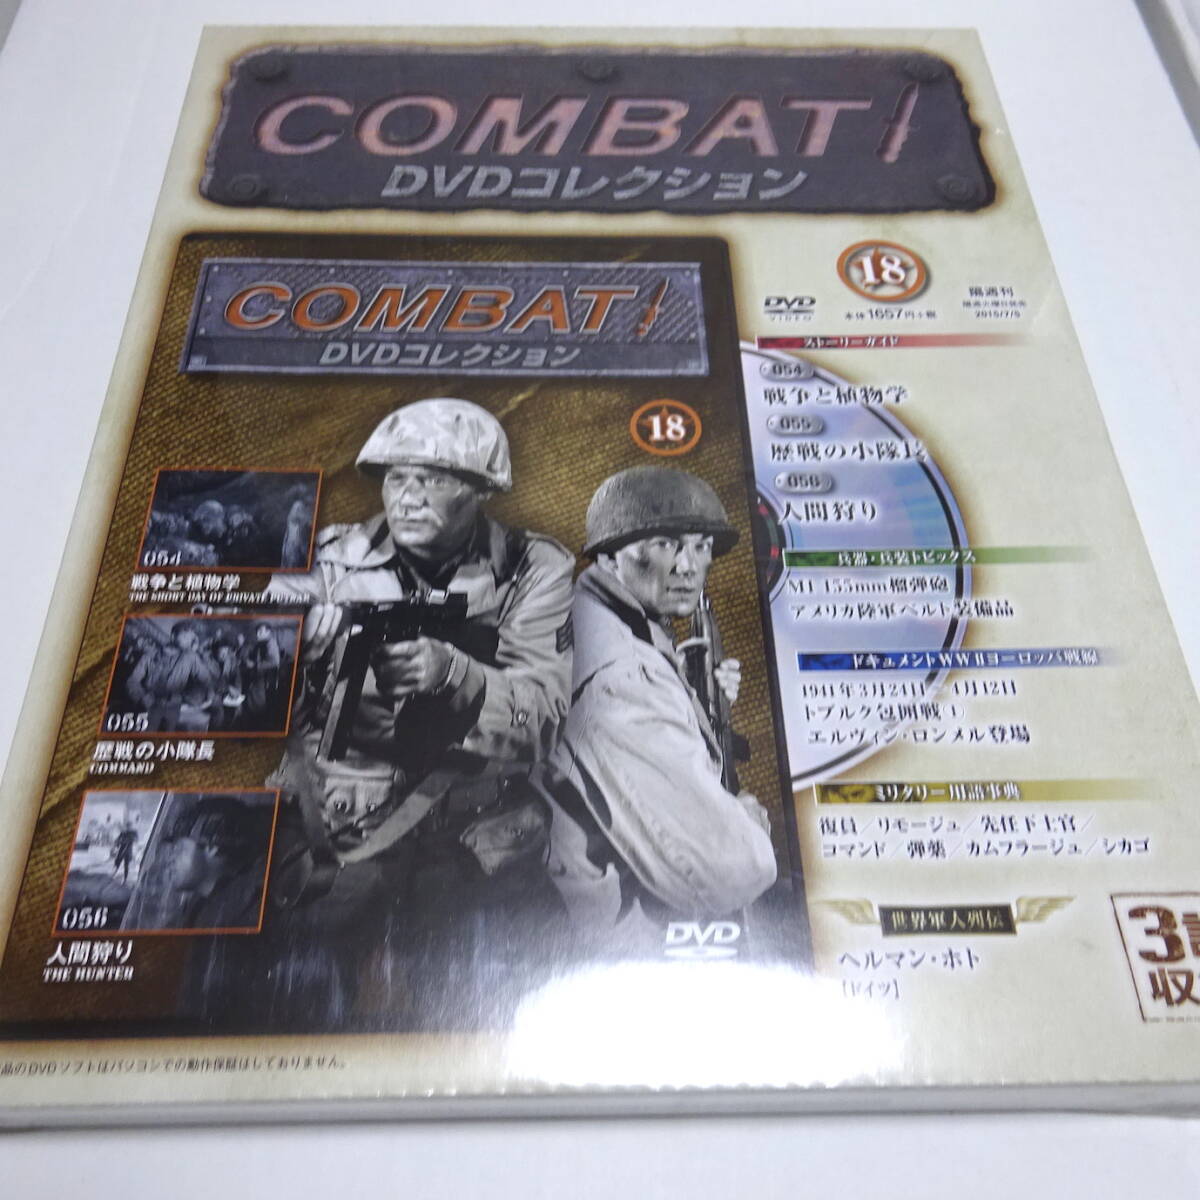 COMBAT!
DVDコレクション
COMBAT!
DVDコレクション
18
054
戦争と植物学
THE SHORT DAY OF PRIVATE PUTNAM
055
歴戦の小隊長
COMMAND
056
人間狩り
THE HUNTER
DVD
18
DVD
VIDEO
本体1657円+税
隔週刊
隔週火曜日発売
2015/7/5
ストーリーガイド
054
戦争と植物学
055
歴戦の小隊長
056
人間狩り
兵器・兵装トピックス
M1 155mm榴弾砲
アメリカ陸軍ベルト装備品
ドキュメントWWⅡヨーロッパ戦線
1941年3月24日〜4月12日
トブルク包囲戦①
エルヴィン・ロンメル登場
ミリタリー用語事典
復員/リモージュ/先任下士官/
コマンド/弾薬/カムフラージュ/シカゴ
世界軍人列伝
ヘルマン・ホト
[ドイツ]
3話
収
品のDVDソフトはパソコンでの動作保証はしておりません。